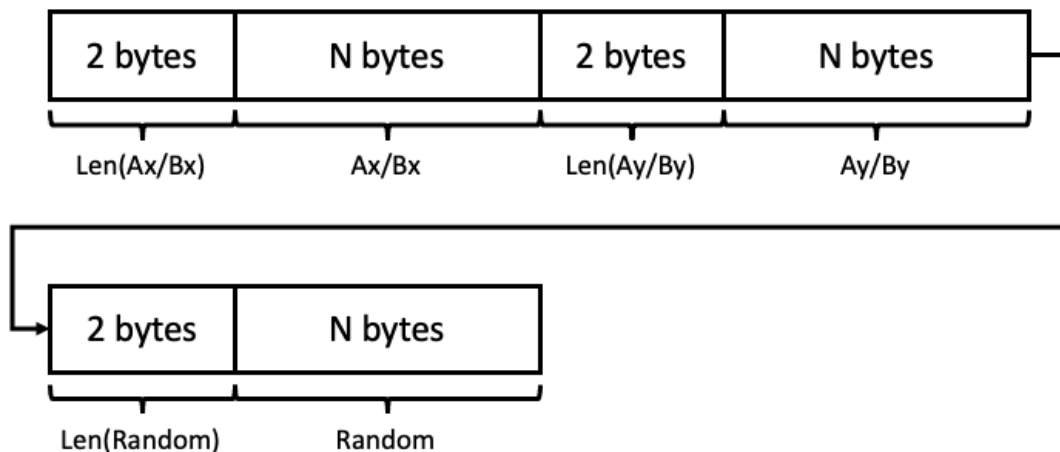 2 bytes N bytes 2 bytes N bytes
Len(Ax/Bx) Ax/Bx Len(Ay/By) Ay/By
2 bytes N bytes
Len(Random) Random